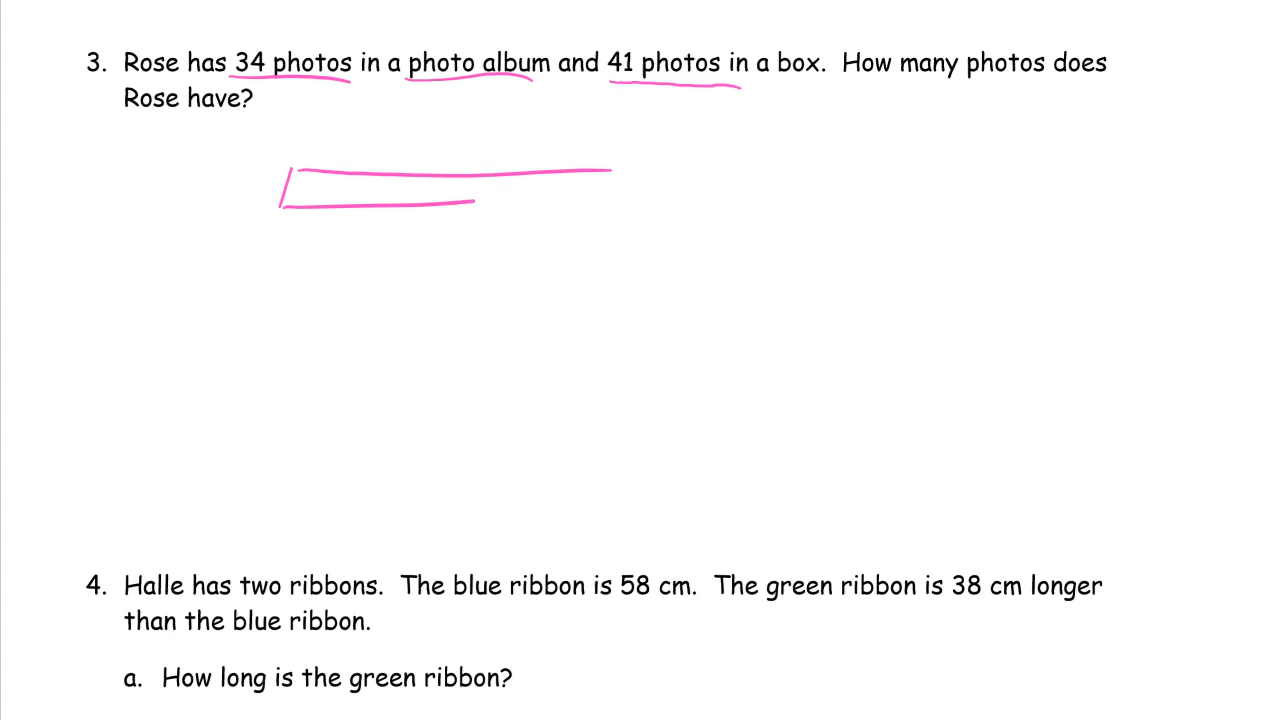 3. Rose has 34 photos in a photo album and 41 photos in a box. How many photos does
Rose have?
4. Halle has two ribbons. The blue ribbon is 58 cm. The green ribbon is 38 cm longer
than the blue ribbon.
a. How long is the green ribbon?